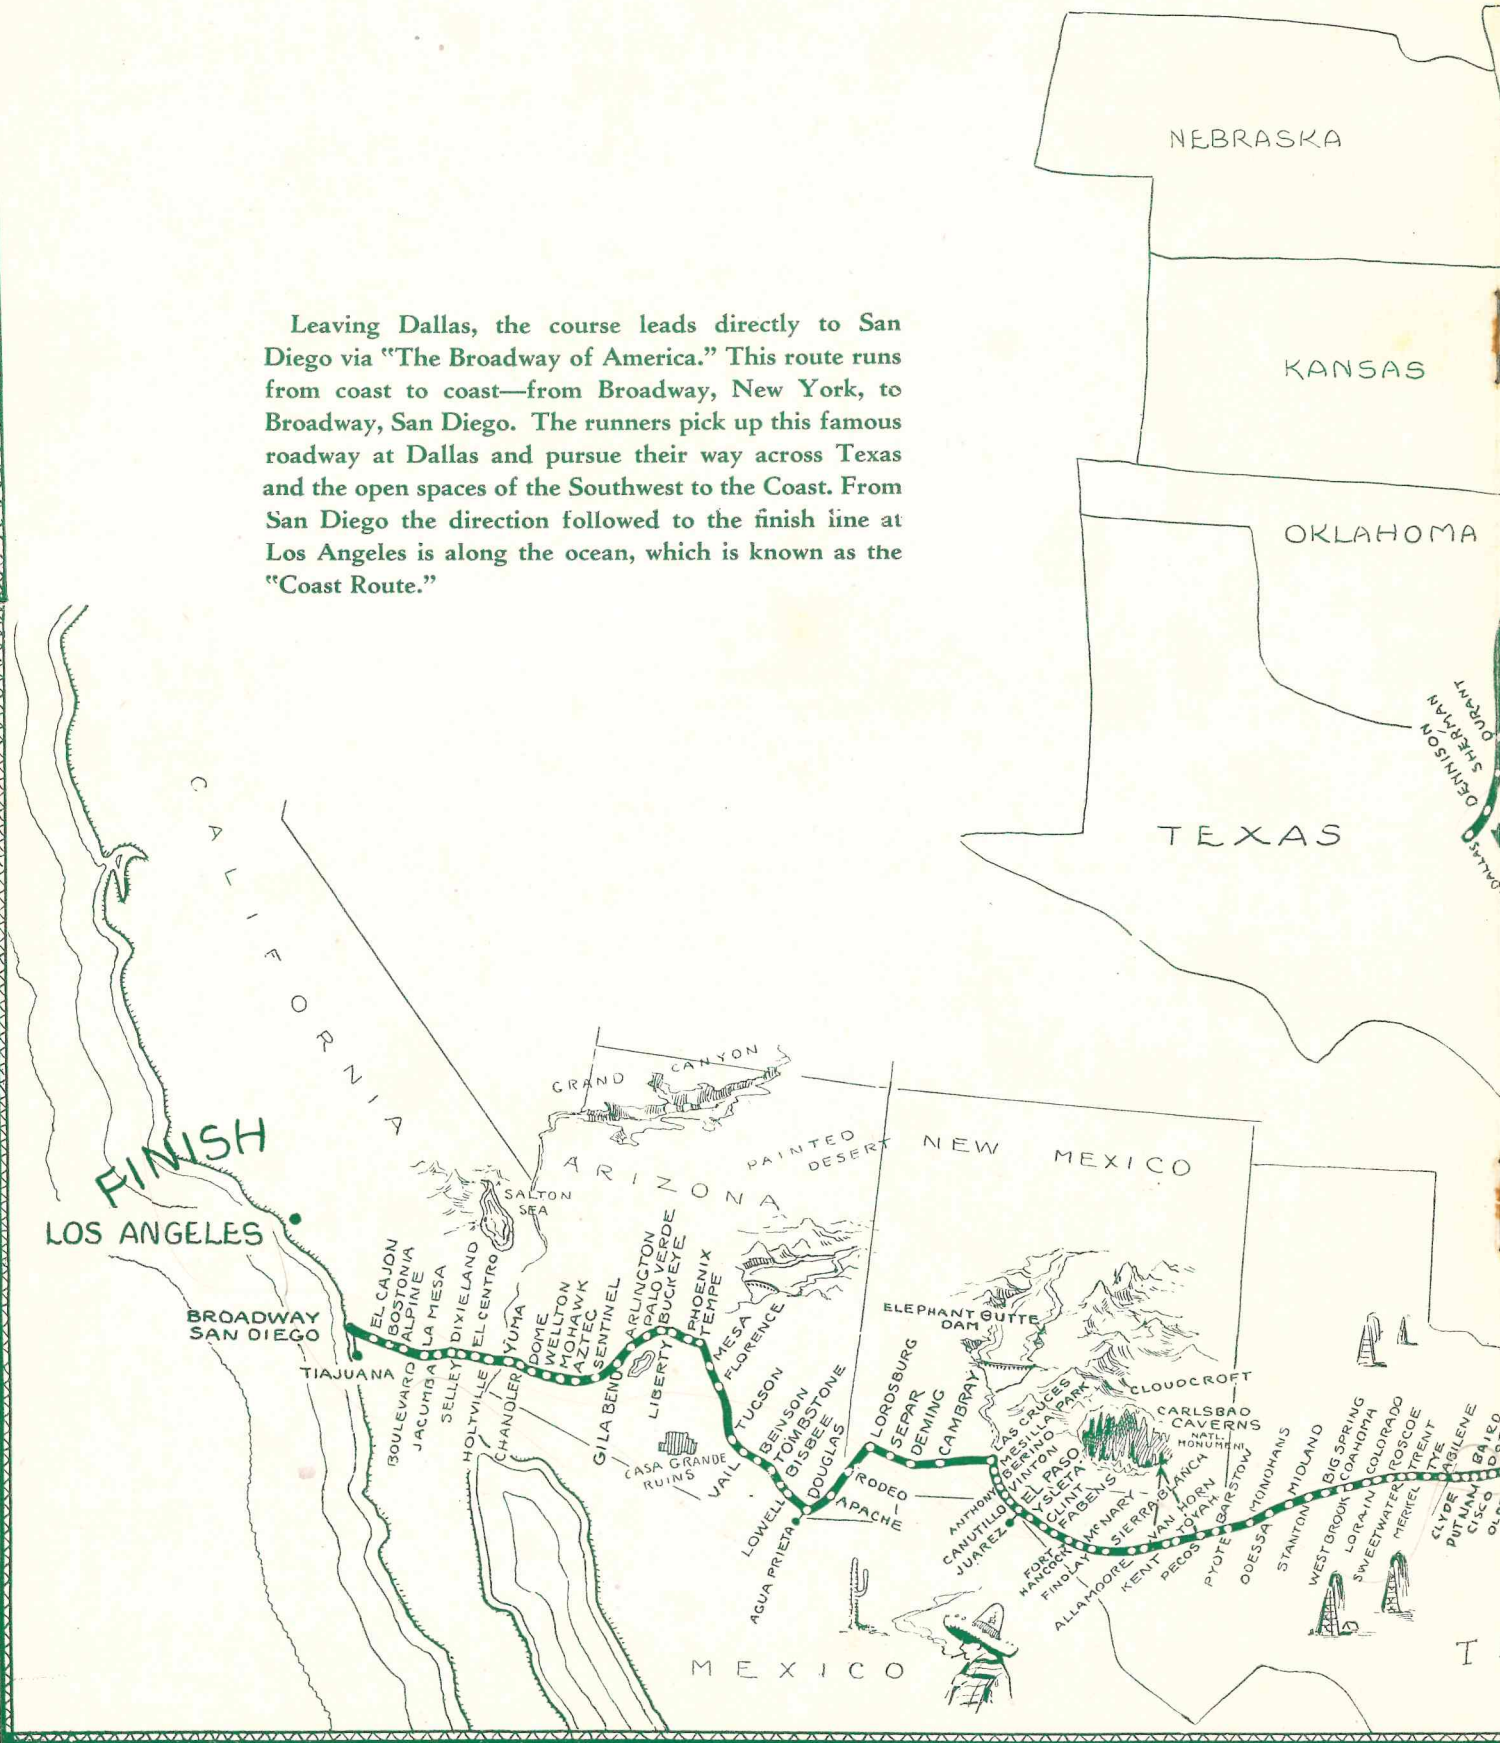 NEBRASKA
KANSAS
OKLAHOMA
Leaving Dallas, the course leads directly to San
Diego via "The Broadway of America." This route runs
from coast to coast—from Broadway, New York, to
Broadway, San Diego. The runners pick up this famous
roadway at Dallas and pursue their way across Texas
and the open spaces of the Southwest to the Coast. From
San Diego the direction followed to the finish line at
Los Angeles is along the ocean, which is known as the
"Coast Route."
DURANT
SHERMAN
DENNISON
DALLAS
DALLAS
TEXAS
CALIFORNIA
GRAND CANYON
PAINTED
DESERT
NEW MEXICO
ARIZONA
FINISH
LOS ANGELES
SALTON
SEA
BROADWAY
SAN DIEGO
TIAJUANA
EL CAJON
BOSTONIA
ALPINE
LA MESA
DIXIELAND
EL CENTRO
YUMA
BOULEVARD
JACUMBA
SELLEY
HOLTVILLE
CHANDLER
DOME
WELLTON
MOHAWK
AZTEC
SENTINEL
GILA BEND
ARLINGTON
PALO VERDE
BUCKEYE
LIBERTY
PHOENIX
TEMPE
MESA
FLORENCE
CASA GRANDE
RUINS
TUCSON
VAIL
BENSON
TOMBSTONE
BISBEE
DOUGLAS
LOWELL
AGUA PRIETA
APACHE
RODEO
LORDSBURG
SEPAR
DEMING
CAMBRAY
ELEPHANT BUTTE
DAM
CLOUDCROFT
CARLSBAD
CAVERNS
NATL.
MONUMENT
LAS CRUCES
MESILLA PARK
BERINO
VINTON
EL PASO
YSLETA
CLINT
FABENS
ANTHONY
CANUTILLO
JUAREZ
FORT
HANCOCK
McNARY
FINDLAY
SIERRA BLANCA
ALLAMOORE
VAN HORN
KENT
TOYAH
PECOS
BARSTOW
PYOTE
MONOHANS
ODESSA
MIDLAND
STANTON
BIG SPRING
COAHOMA
WESTBROOK
COLORADO
LORAIN
ROSCOE
SWEETWATER
TRENT
MERKEL
TYE
ABILENE
CLYDE
BAIRD
PUTNAM
CISCO
MEXICO
T